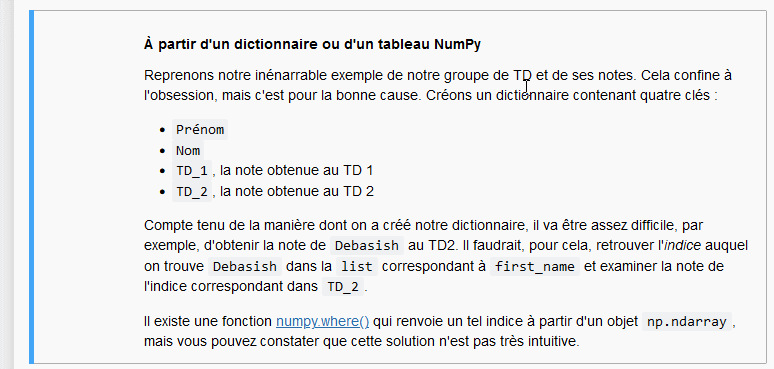 À partir d'un dictionnaire ou d'un tableau NumPy
Reprenons notre inénarrable exemple de notre groupe de TD et de ses notes. Cela confine à
l'obsession, mais c'est pour la bonne cause. Créons un dictionnaire contenant quatre clés :
• Prénom
• Nom
• TD_1 , la note obtenue au TD 1
• TD_2 , la note obtenue au TD 2
Compte tenu de la manière dont on a créé notre dictionnaire, il va être assez difficile, par
exemple, d'obtenir la note de Debasish au TD2. Il faudrait, pour cela, retrouver l'indice auquel
on trouve Debasish dans la list correspondant à first_name et examiner la note de
l'indice correspondant dans TD_2 .
Il existe une fonction numpy.where() qui renvoie un tel indice à partir d'un objet np.ndarray ,
mais vous pouvez constater que cette solution n'est pas très intuitive.